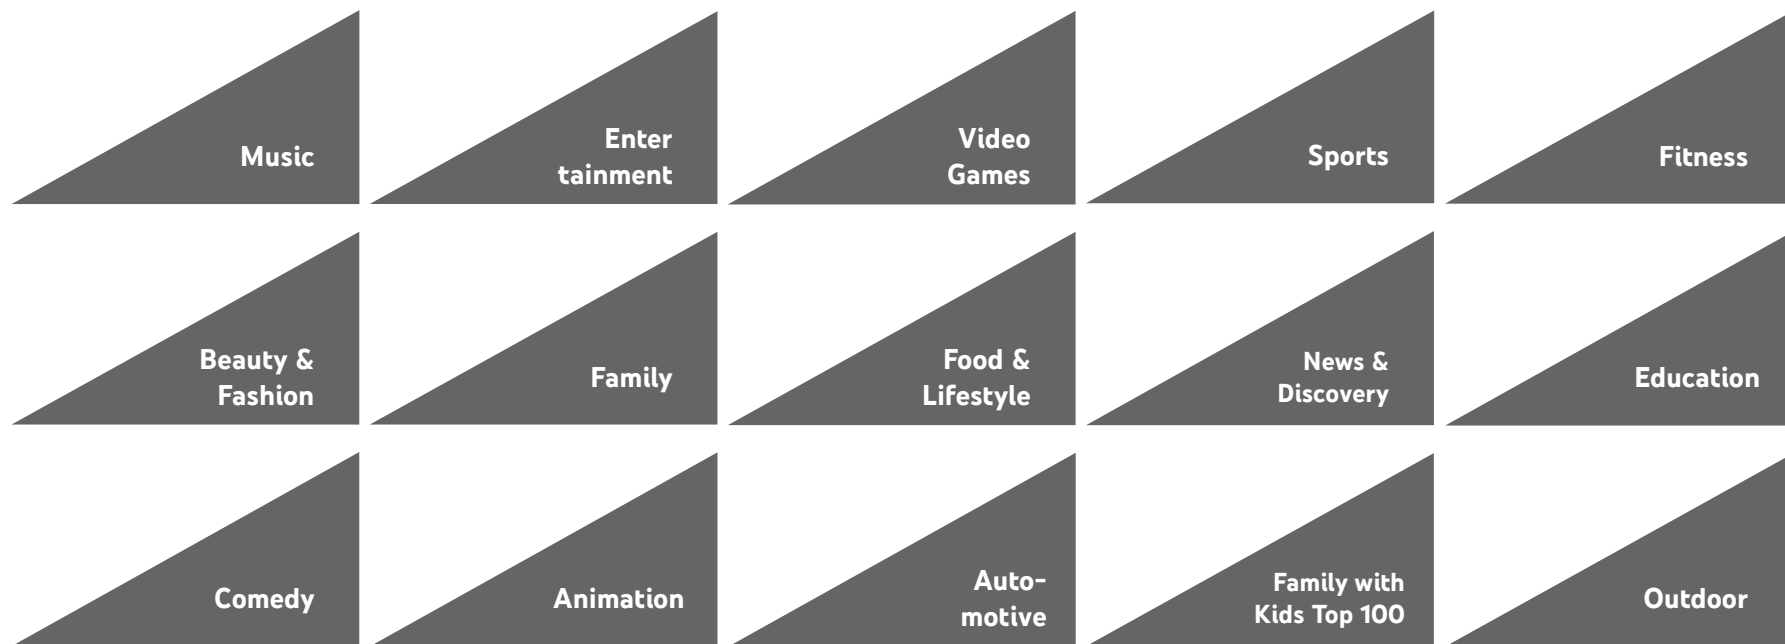 Music
Enter
tainment
Video
Games
Sports
Fitness
Beauty &
Fashion
Family
Food &
Lifestyle
News &
Discovery
Education
Comedy
Animation
Auto-
motive
Family with
Kids Top 100
Outdoor